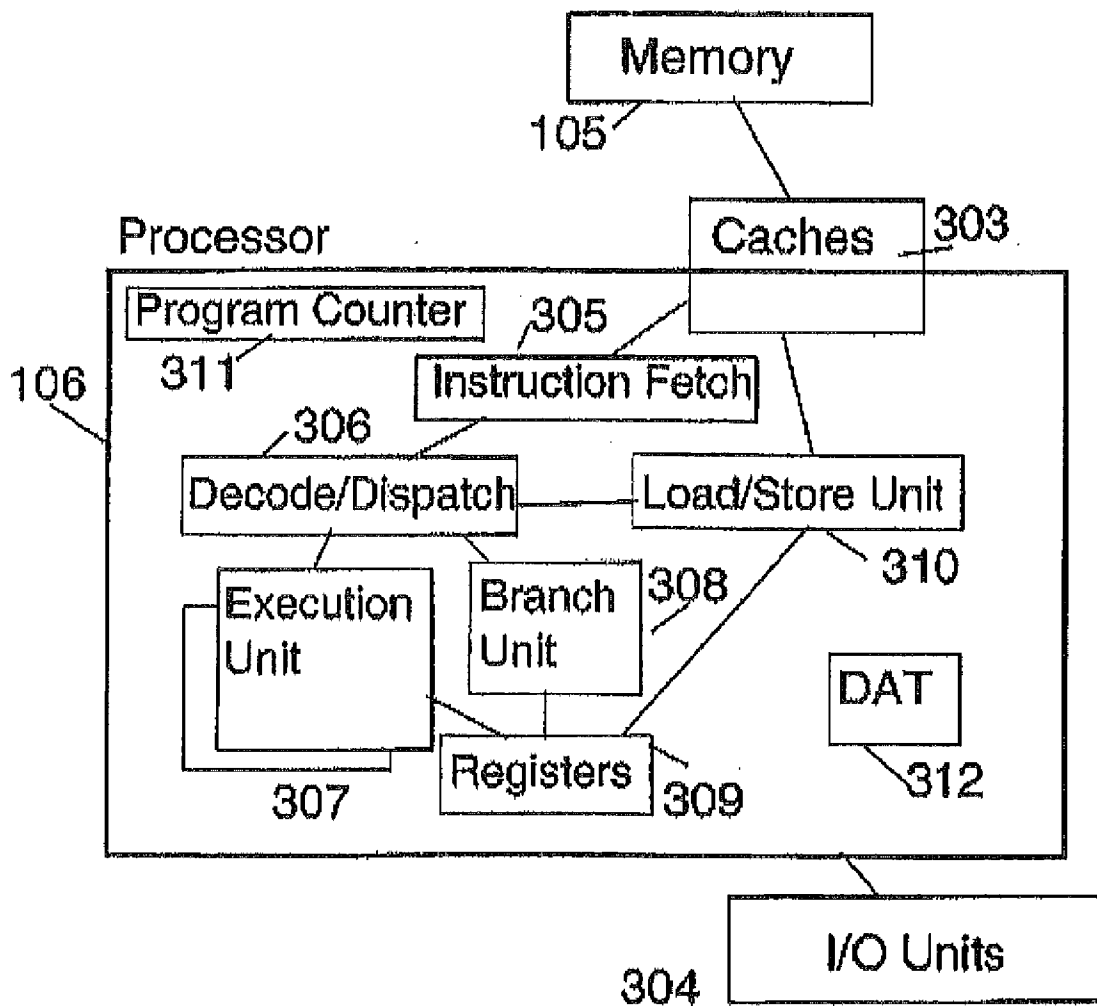 Memory
105
Processor
Caches
303
Program Counter
311
305
Instruction Fetch
106
306
Decode/Dispatch
Load/Store Unit
310
Execution
Unit
307
Branch
Unit
308
Registers
309
DAT
312
I/O Units
304